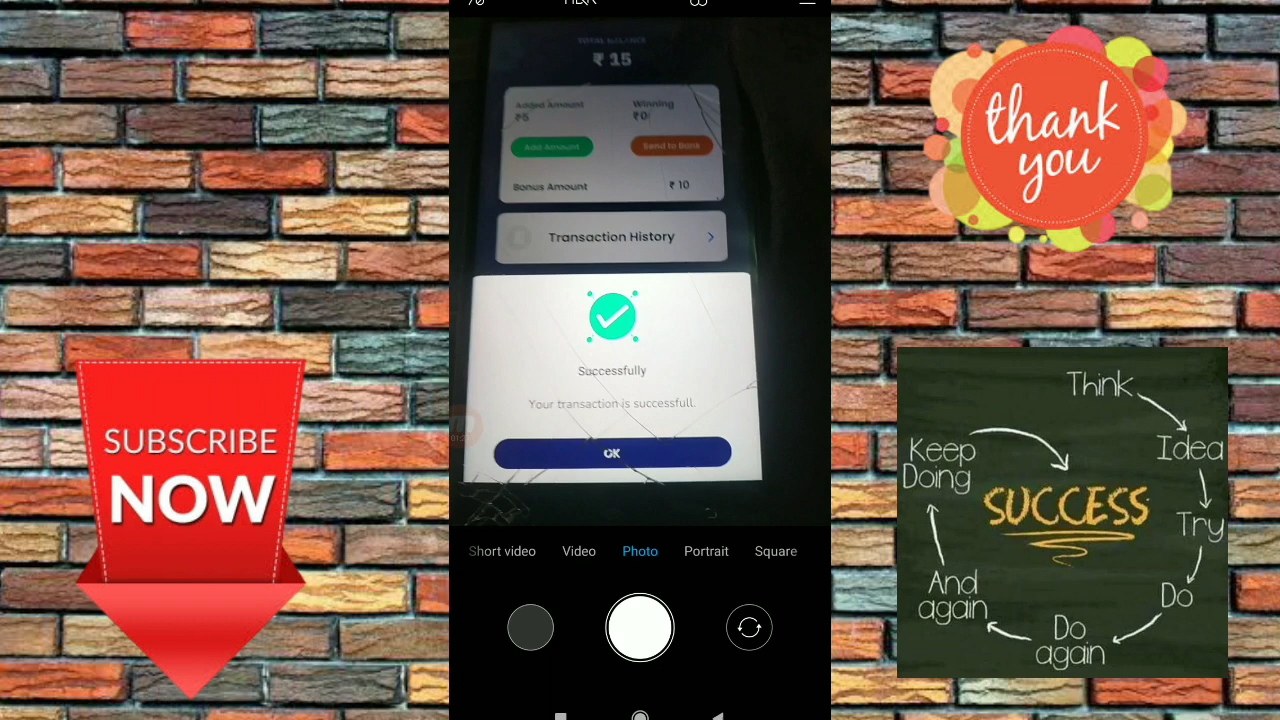 TOTAL BALANCE
₹ 15
Added Amount
Winning
₹5
₹0
Add Amount
Send to Bank
Bonus Amount
₹ 10
Transaction History
Successfully
Your transaction is successfull.
OK
Short video
Video
Photo
Portrait
Square
SUBSCRIBE
NOW
thank
you
Think
Idea
Try
Do
Do
again
And
again
Keep
Doing
SUCCESS